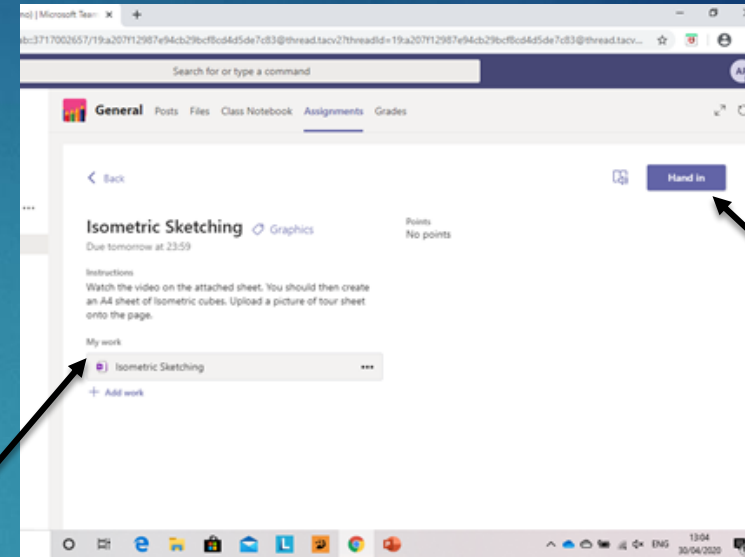 Microsoft Team
3717002657/19:a207f12987e94cb29bcf8cd4d5de7c83@thread.tacv2?threadId=19:a207f12987e94cb29bcf8cd4d5de7c83@thread.tacv...
Search for or type a command
General Posts Files Class Notebook Assignments Grades
Back
Hand in
Isometric Sketching Graphics
Points
Due tomorrow at 23:59
No points
Instructions
Watch the video on the attached sheet. You should then create
an A4 sheet of Isometric cubes. Upload a picture of tour sheet
onto the page.
My work
Isometric Sketching
+ Add work
ENG
13:04
30/04/2020